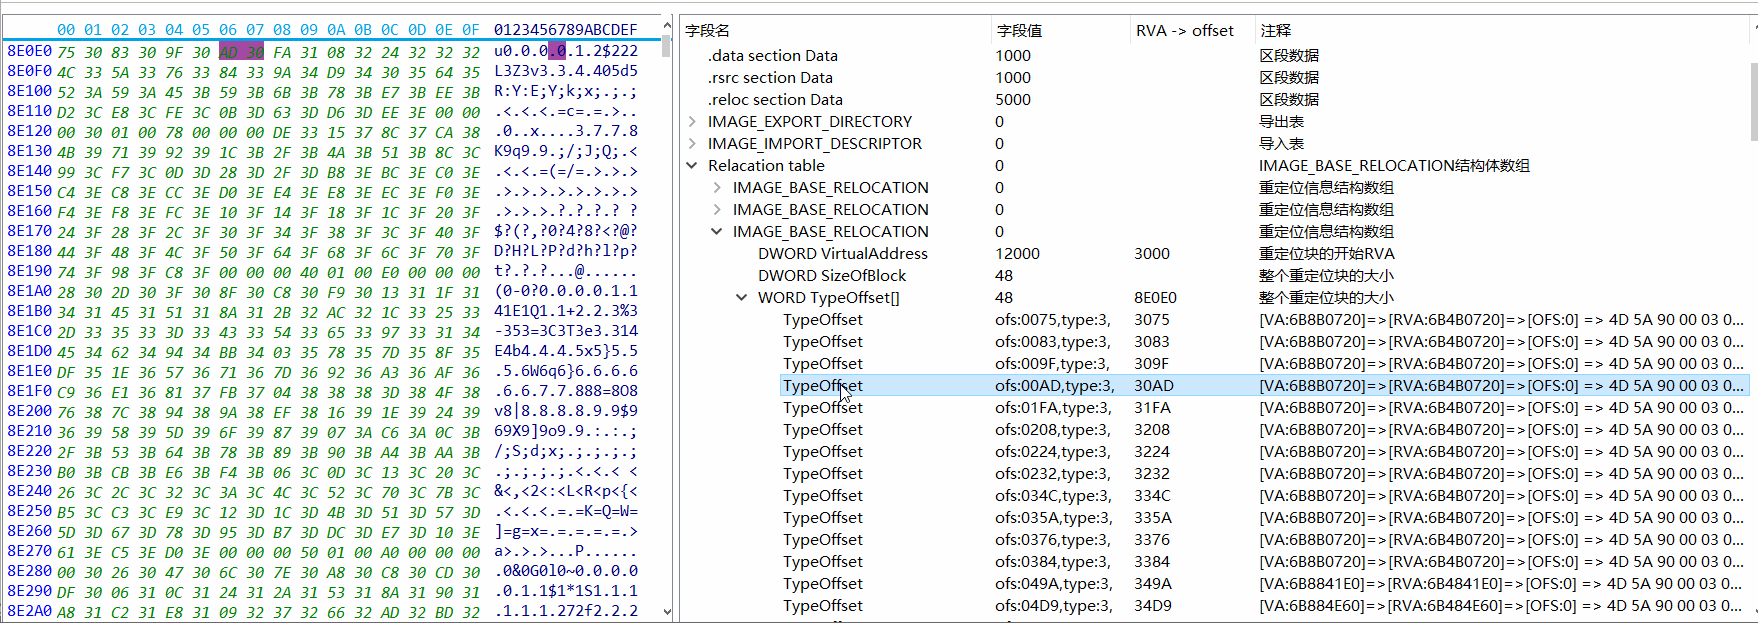 00 01 02 03 04 05 06 07 08 09 0A 0B 0C 0D 0E 0F 0123456789ABCDEF
8E0E0 75 30 83 30 9F 30 AD 30 FA 31 08 32 24 32 32 32 u0.0.0.0.1.2$222
8E0F0 4C 33 5A 33 76 33 84 33 9A 34 D9 34 30 35 64 35 L3Z3v3.3.4.405d5
8E100 52 3A 59 3A 45 3B 59 3B 6B 3B 78 3B E7 3B EE 3B R:Y:E;Y;k;x;.;.;
8E110 D2 3C E8 3C FE 3C 0B 3D 63 3D D6 3D EE 3E 00 00 .<.<.<.=c=.=.>..
8E120 00 30 01 00 78 00 00 00 DE 33 15 37 8C 37 CA 38 .0..x....3.7.7.8
8E130 4B 39 71 39 92 39 1C 3B 2F 3B 4A 3B 51 3B 8C 3C K9q9.9.;/;J;Q;.<
8E140 99 3C F7 3C 0D 3D 28 3D 2F 3D B8 3E BC 3E C0 3E .<.<.=(=/=.>.>.>
8E150 C4 3E C8 3E CC 3E D0 3E E4 3E E8 3E EC 3E F0 3E .>.>.>.>.>.>.>.>
8E160 F4 3E F8 3E FC 3E 10 3F 14 3F 18 3F 1C 3F 20 3F .>.>.>.?.?.?.? ?
8E170 24 3F 28 3F 2C 3F 30 3F 34 3F 38 3F 3C 3F 40 3F $?(?,?0?4?8?<?@?
8E180 44 3F 48 3F 4C 3F 50 3F 64 3F 68 3F 6C 3F 70 3F D?H?L?P?d?h?l?p?
8E190 74 3F 98 3F C8 3F 00 00 00 40 01 00 E0 00 00 00 t?.?.?...@......
8E1A0 28 30 2D 30 3F 30 8F 30 C8 30 F9 30 13 31 1F 31 (0-0?0.0.0.0.1.1
8E1B0 34 31 45 31 51 31 8A 31 2B 32 AC 32 1C 33 25 33 41E1Q1.1+2.2.3%3
8E1C0 2D 33 35 33 3D 33 43 33 54 33 65 33 97 33 31 34 -353=3C3T3e3.314
8E1D0 45 34 62 34 94 34 BB 34 03 35 78 35 7D 35 8F 35 E4b4.4.4.5x5}5.5
8E1E0 DF 35 1E 36 57 36 71 36 7D 36 92 36 A3 36 AF 36 .5.6W6q6}6.6.6.6
8E1F0 C9 36 E1 36 81 37 FB 37 04 38 38 38 3D 38 4F 38 .6.6.7.7.888=8O8
8E200 76 38 7C 38 94 38 9A 38 EF 38 16 39 1E 39 24 39 v8|8.8.8.8.9.9$9
8E210 36 39 58 39 5D 39 6F 39 87 39 07 3A C6 3A 0C 3B 69X9]9o9.9.:.:.;
8E220 2F 3B 53 3B 64 3B 78 3B 89 3B 90 3B A4 3B AA 3B /;S;d;x;.;.;.;.;
8E230 B0 3B CB 3B E6 3B F4 3B 06 3C 0D 3C 13 3C 20 3C .;.;.;.;.<.<.< <
8E240 26 3C 2C 3C 32 3C 3A 3C 4C 3C 52 3C 70 3C 7B 3C &<,<2<:<L<R<p<{<
8E250 B5 3C C3 3C E9 3C 12 3D 1C 3D 4B 3D 51 3D 57 3D .<.<.<.=.=K=Q=W=
8E260 5D 3D 67 3D 78 3D 95 3D B7 3D DC 3D E7 3D 10 3E ]=g=x=.=.=.=.=.>
8E270 61 3E C5 3E D0 3E 00 00 00 50 01 00 A0 00 00 00 a>.>.>...P......
8E280 00 30 26 30 47 30 6C 30 7E 30 A8 30 C8 30 CD 30 .0&0G0l0~0.0.0.0
8E290 DF 30 06 31 0C 31 24 31 2A 31 53 31 8A 31 90 31 .0.1.1$1*1S1.1.1
8E2A0 A8 31 C2 31 E8 31 09 32 37 32 66 32 AD 32 BD 32 .1.1.1.272f2.2.2
字段名 字段值 RVA -> offset 注释
.data section Data 1000 区段数据
.rsrc section Data 1000 区段数据
.reloc section Data 5000 区段数据
IMAGE_EXPORT_DIRECTORY 0 导出表
IMAGE_IMPORT_DESCRIPTOR 0 导入表
Relacation table 0 IMAGE_BASE_RELOCATION结构体数组
IMAGE_BASE_RELOCATION 0 重定位信息结构数组
IMAGE_BASE_RELOCATION 0 重定位信息结构数组
IMAGE_BASE_RELOCATION 0 重定位信息结构数组
DWORD VirtualAddress 12000 3000 重定位块的开始RVA
DWORD SizeOfBlock 48 整个重定位块的大小
WORD TypeOffset[] 48 8E0E0 整个重定位块的大小
TypeOffset ofs:0075,type:3, 3075 [VA:6B8B0720]=>[RVA:6B4B0720]=>[OFS:0] => 4D 5A 90 00 03 0...
TypeOffset ofs:0083,type:3, 3083 [VA:6B8B0720]=>[RVA:6B4B0720]=>[OFS:0] => 4D 5A 90 00 03 0...
TypeOffset ofs:009F,type:3, 309F [VA:6B8B0720]=>[RVA:6B4B0720]=>[OFS:0] => 4D 5A 90 00 03 0...
TypeOffset ofs:00AD,type:3, 30AD [VA:6B8B0720]=>[RVA:6B4B0720]=>[OFS:0] => 4D 5A 90 00 03 0...
TypeOffset ofs:01FA,type:3, 31FA [VA:6B8B0720]=>[RVA:6B4B0720]=>[OFS:0] => 4D 5A 90 00 03 0...
TypeOffset ofs:0208,type:3, 3208 [VA:6B8B0720]=>[RVA:6B4B0720]=>[OFS:0] => 4D 5A 90 00 03 0...
TypeOffset ofs:0224,type:3, 3224 [VA:6B8B0720]=>[RVA:6B4B0720]=>[OFS:0] => 4D 5A 90 00 03 0...
TypeOffset ofs:0232,type:3, 3232 [VA:6B8B0720]=>[RVA:6B4B0720]=>[OFS:0] => 4D 5A 90 00 03 0...
TypeOffset ofs:034C,type:3, 334C [VA:6B8B0720]=>[RVA:6B4B0720]=>[OFS:0] => 4D 5A 90 00 03 0...
TypeOffset ofs:035A,type:3, 335A [VA:6B8B0720]=>[RVA:6B4B0720]=>[OFS:0] => 4D 5A 90 00 03 0...
TypeOffset ofs:0376,type:3, 3376 [VA:6B8B0720]=>[RVA:6B4B0720]=>[OFS:0] => 4D 5A 90 00 03 0...
TypeOffset ofs:0384,type:3, 3384 [VA:6B8B0720]=>[RVA:6B4B0720]=>[OFS:0] => 4D 5A 90 00 03 0...
TypeOffset ofs:049A,type:3, 349A [VA:6B8841E0]=>[RVA:6B4841E0]=>[OFS:0] => 4D 5A 90 00 03 0...
TypeOffset ofs:04D9,type:3, 34D9 [VA:6B884E60]=>[RVA:6B484E60]=>[OFS:0] => 4D 5A 90 00 03 0...